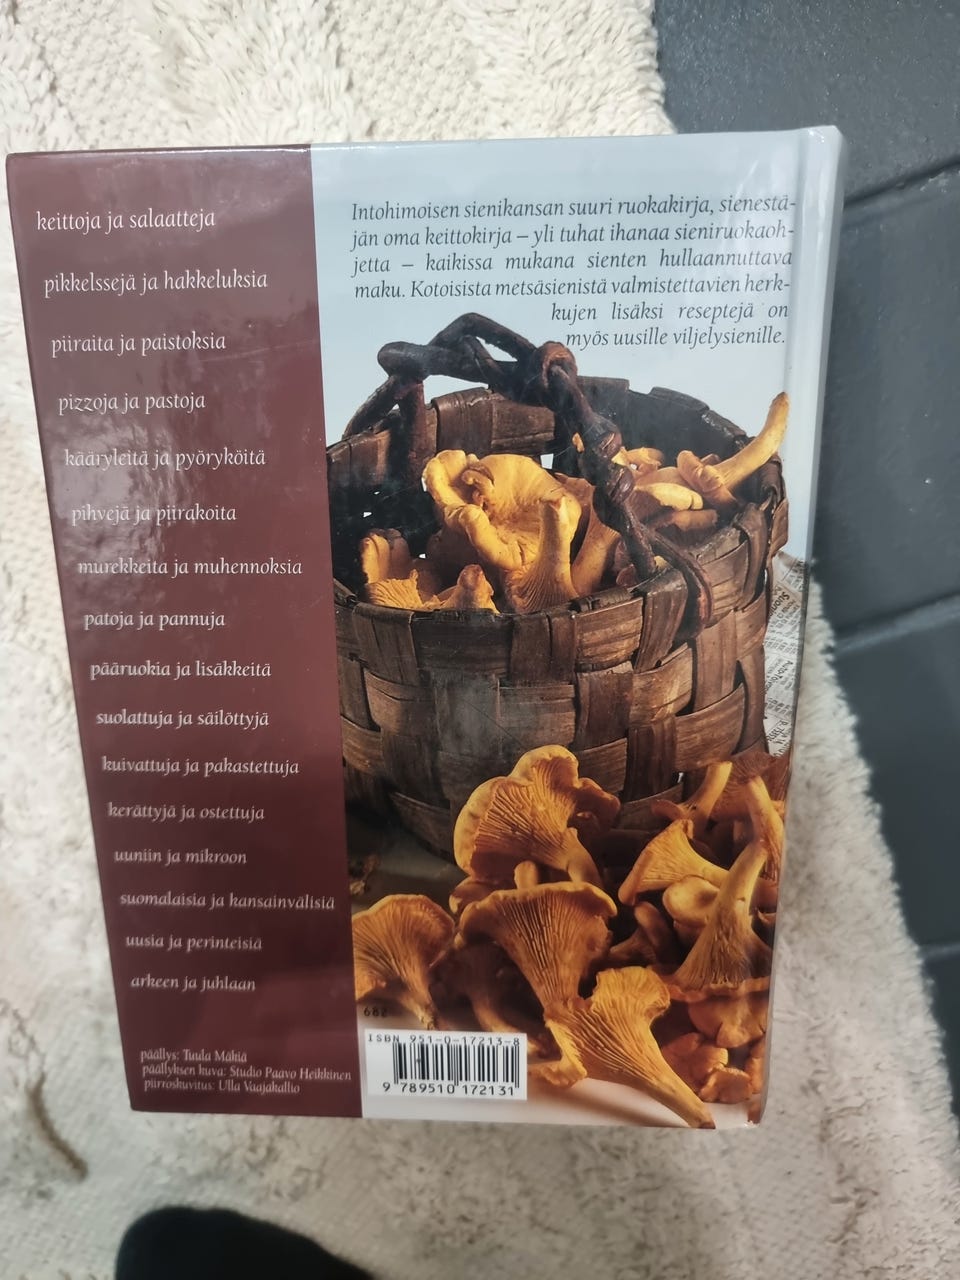 keittoja ja salaatteja
pikkelssejä ja hakkeluksia
piiraita ja paistoksia
pizzoja ja pastoja
kääryleitä ja pyöryköitä
pihvejä ja piirakoita
murekkeita ja muhennoksia
patoja ja pannuja
pääruokia ja lisäkkeitä
suolattuja ja säilöttyjä
kuivattuja ja pakastettuja
kerättyjä ja ostettuja
uuniin ja mikroon
suomalaisia ja kansainvälisiä
uusia ja perinteisiä
arkeen ja juhlaan
päällys: Tuula Mäkiä
päällyksen kuva: Studio Paavo Heikkinen
piirroskuvitus: Ulla Vaajakallio
Intohimoisen sienikansan suuri ruokakirja, sienestä-
jän oma keittokirja – yli tuhat ihanaa sieniruokaoh-
jetta – kaikissa mukana sienten hullaannuttava
maku. Kotoisista metsäsienistä valmistettavien herk-
kujen lisäksi reseptejä on
myös uusille viljelysienille.
682
ISBN 951-0-17213-8
9 789510 172131